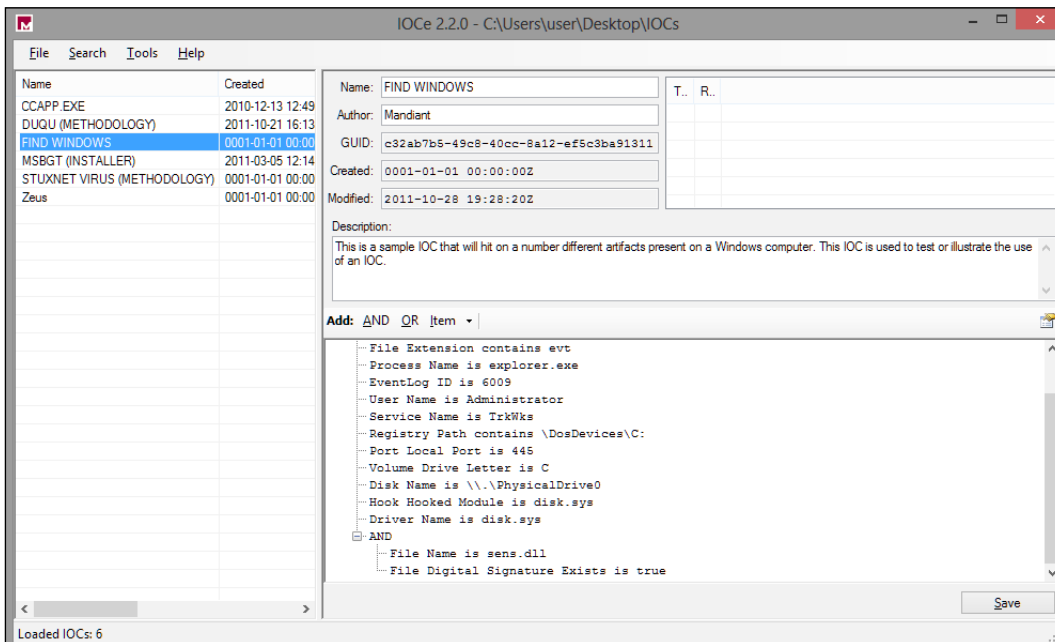 IOCe 2.2.0 - C:\Users\user\Desktop\IOCs
File Search Tools Help
Name Created
CCAPP.EXE 2010-12-13 12:49
DUQU (METHODOLOGY) 2011-10-21 16:13
FIND WINDOWS 0001-01-01 00:00
MSBGT (INSTALLER) 2011-03-05 12:14
STUXNET VIRUS (METHODOLOGY) 0001-01-01 00:00
Zeus 0001-01-01 00:00
Name: FIND WINDOWS
Author: Mandiant
GUID: c32ab7b5-49c8-40cc-8a12-ef5c3ba91311
Created: 0001-01-01 00:00:00Z
Modified: 2011-10-28 19:28:20Z
T.. R..
Description:
This is a sample IOC that will hit on a number different artifacts present on a Windows computer. This IOC is used to test or illustrate the use
of an IOC.
Add: AND OR Item
File Extension contains evt
Process Name is explorer.exe
EventLog ID is 6009
User Name is Administrator
Service Name is TrkWks
Registry Path contains \DosDevices\C:
Port Local Port is 445
Volume Drive Letter is C
Disk Name is \\.\PhysicalDrive0
Hook Hooked Module is disk.sys
Driver Name is disk.sys
AND
File Name is sens.dll
File Digital Signature Exists is true
Save
Loaded IOCs: 6